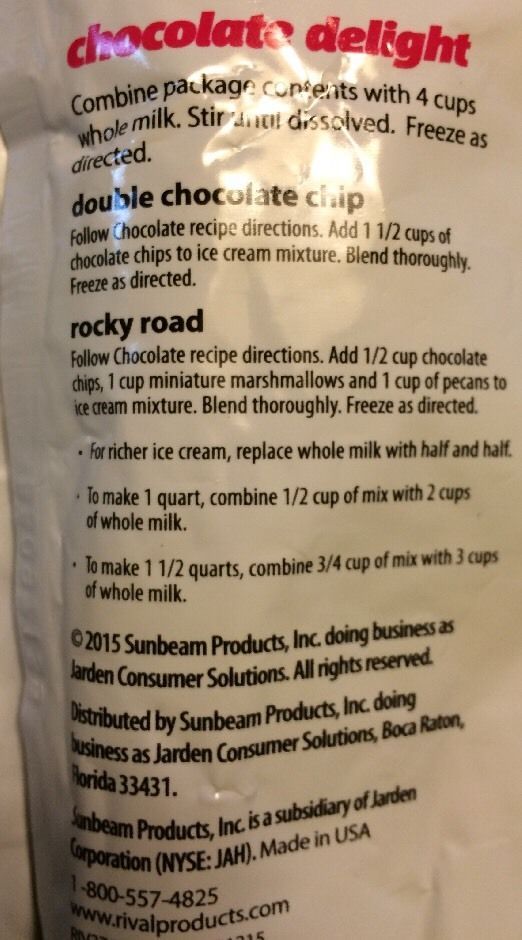 chocolate delight
Combine package contents with 4 cups
whole milk. Stir until dissolved. Freeze as
directed.
double chocolate chip
Follow Chocolate recipe directions. Add 1 1/2 cups of
chocolate chips to ice cream mixture. Blend thoroughly.
Freeze as directed.
rocky road
Follow Chocolate recipe directions. Add 1/2 cup chocolate
chips, 1 cup miniature marshmallows and 1 cup of pecans to
ice cream mixture. Blend thoroughly. Freeze as directed.
• For richer ice cream, replace whole milk with half and half.
• To make 1 quart, combine 1/2 cup of mix with 2 cups
of whole milk.
• To make 1 1/2 quarts, combine 3/4 cup of mix with 3 cups
of whole milk.
©2015 Sunbeam Products, Inc. doing business as
Jarden Consumer Solutions. All rights reserved.
Distributed by Sunbeam Products, Inc. doing
business as Jarden Consumer Solutions, Boca Raton,
Florida 33431.
Sunbeam Products, Inc. is a subsidiary of Jarden
Corporation (NYSE: JAH). Made in USA
1-800-557-4825
www.rivalproducts.com